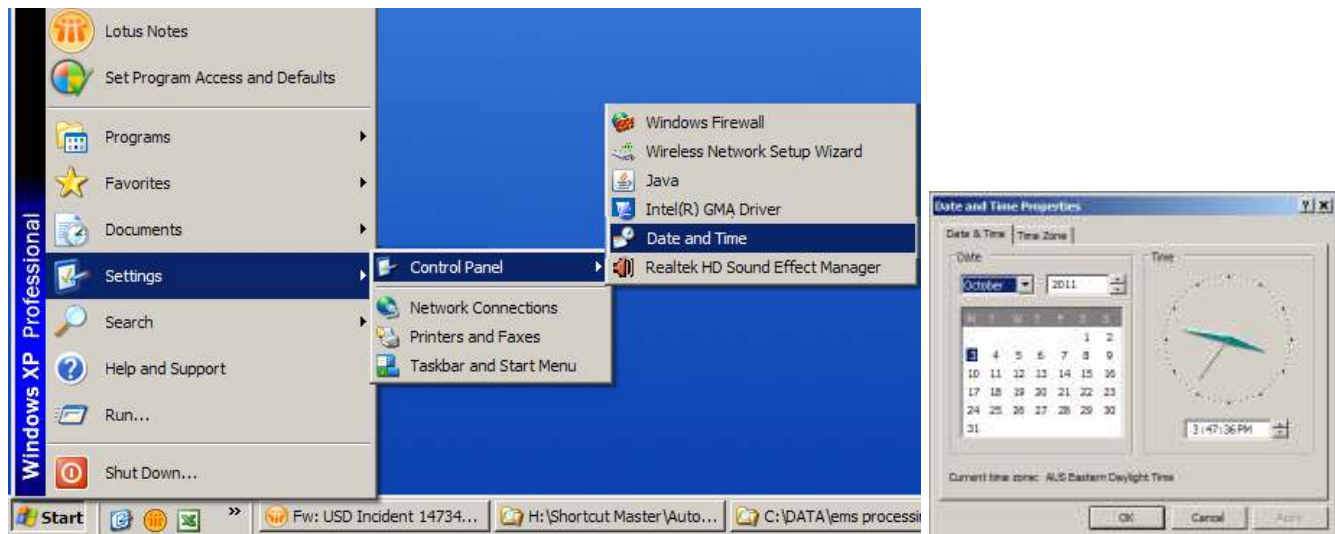 Lotus Notes
Set Program Access and Defaults
Programs
Favorites
Documents
Settings
Search
Help and Support
Run...
Shut Down...
Windows XP Professional
Control Panel
Network Connections
Printers and Faxes
Taskbar and Start Menu
Windows Firewall
Wireless Network Setup Wizard
Java
Intel(R) GMA Driver
Date and Time
Realtek HD Sound Effect Manager
Start
»
Fw: USD Incident 14734...
H:\Shortcut Master\Auto...
C:\DATA\ems processi
Date and Time Properties
Date & Time Time Zone
Date
October 2011
M T W T F S S
1 2
3 4 5 6 7 8 9
10 11 12 13 14 15 16
17 18 19 20 21 22 23
24 25 26 27 28 29 30
31
Time
3:47:36 PM
Current time zone: AUS Eastern Daylight Time
OK Cancel Apply